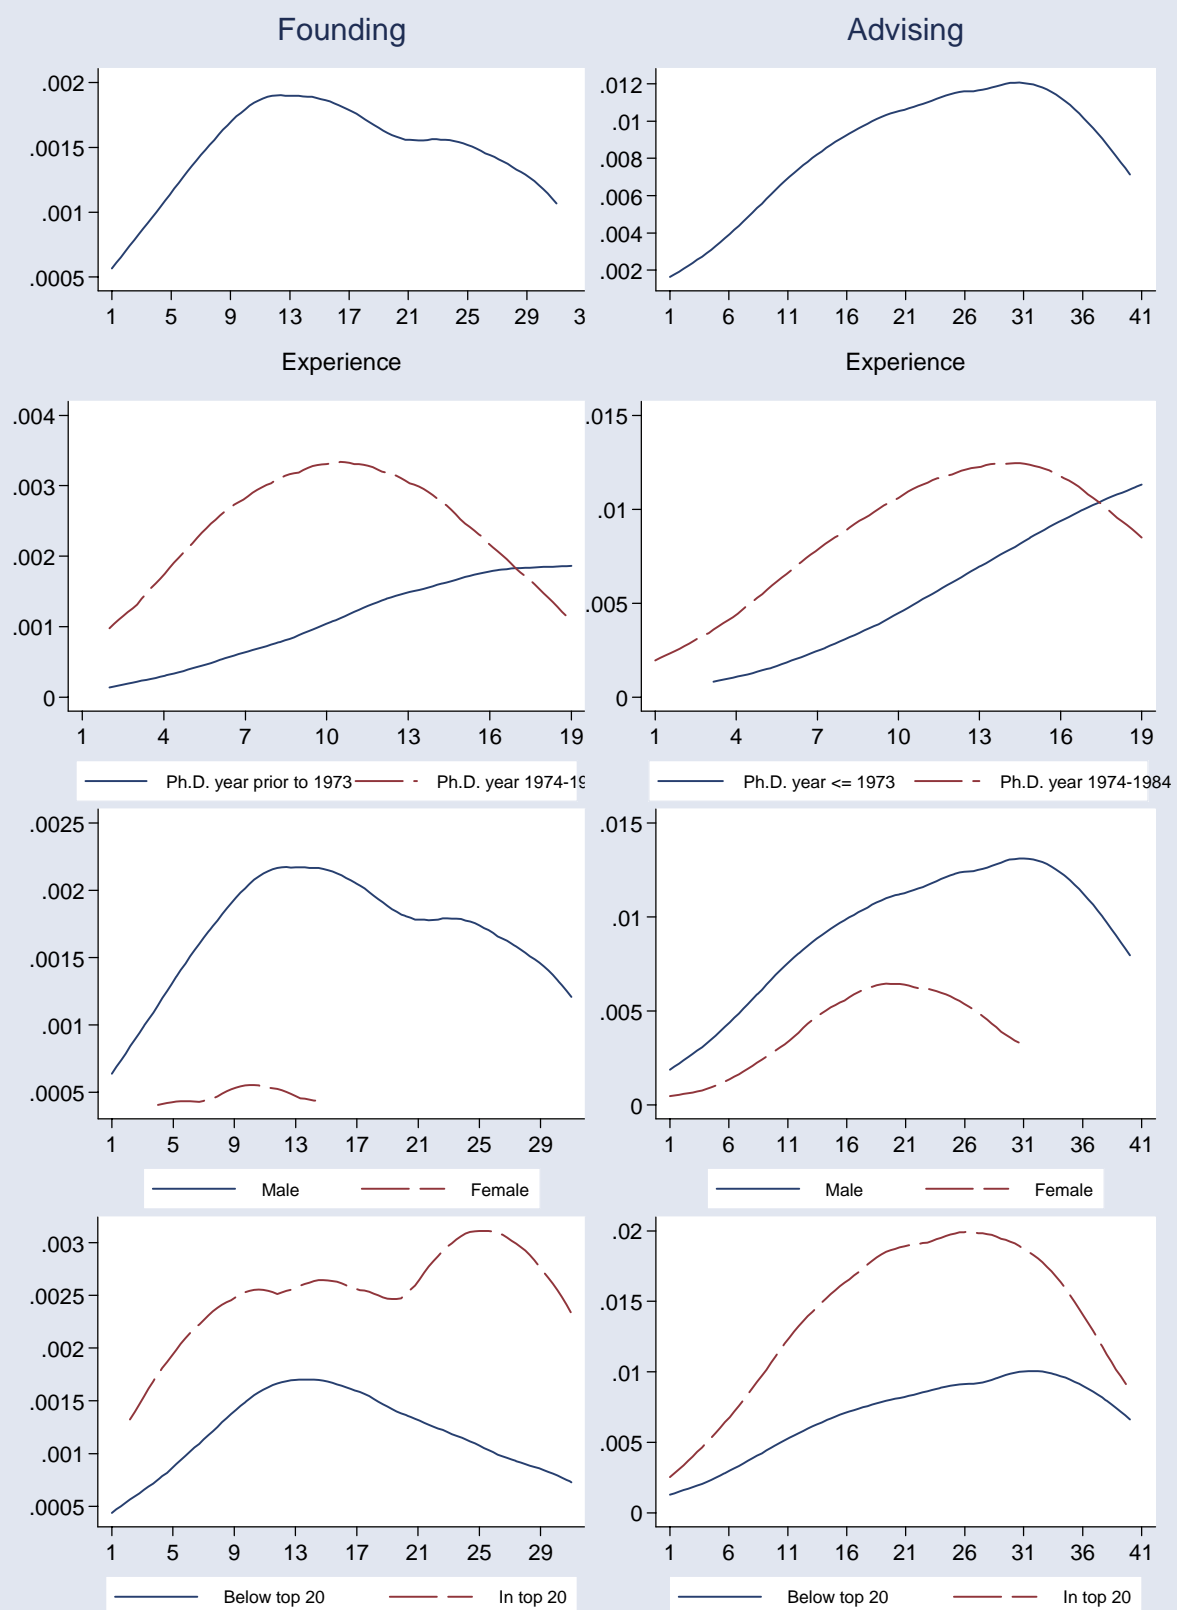 Founding Advising
.002
.0015
.001
.0005
1 5 9 13 17 21 25 29 3
Experience
.012
.01
.008
.006
.004
.002
1 6 11 16 21 26 31 36 41
Experience
.004
.003
.002
.001
0
1 4 7 10 13 16 19
Ph.D. year prior to 1973 Ph.D. year 1974-19
.015
.01
.005
0
1 4 7 10 13 16 19
Ph.D. year <= 1973 Ph.D. year 1974-1984
.0025
.002
.0015
.001
.0005
1 5 9 13 17 21 25 29
Male Female
.015
.01
.005
0
1 6 11 16 21 26 31 36 41
Male Female
.003
.0025
.002
.0015
.001
.0005
1 5 9 13 17 21 25 29
Below top 20 In top 20
.02
.015
.01
.005
0
1 6 11 16 21 26 31 36 41
Below top 20 In top 20